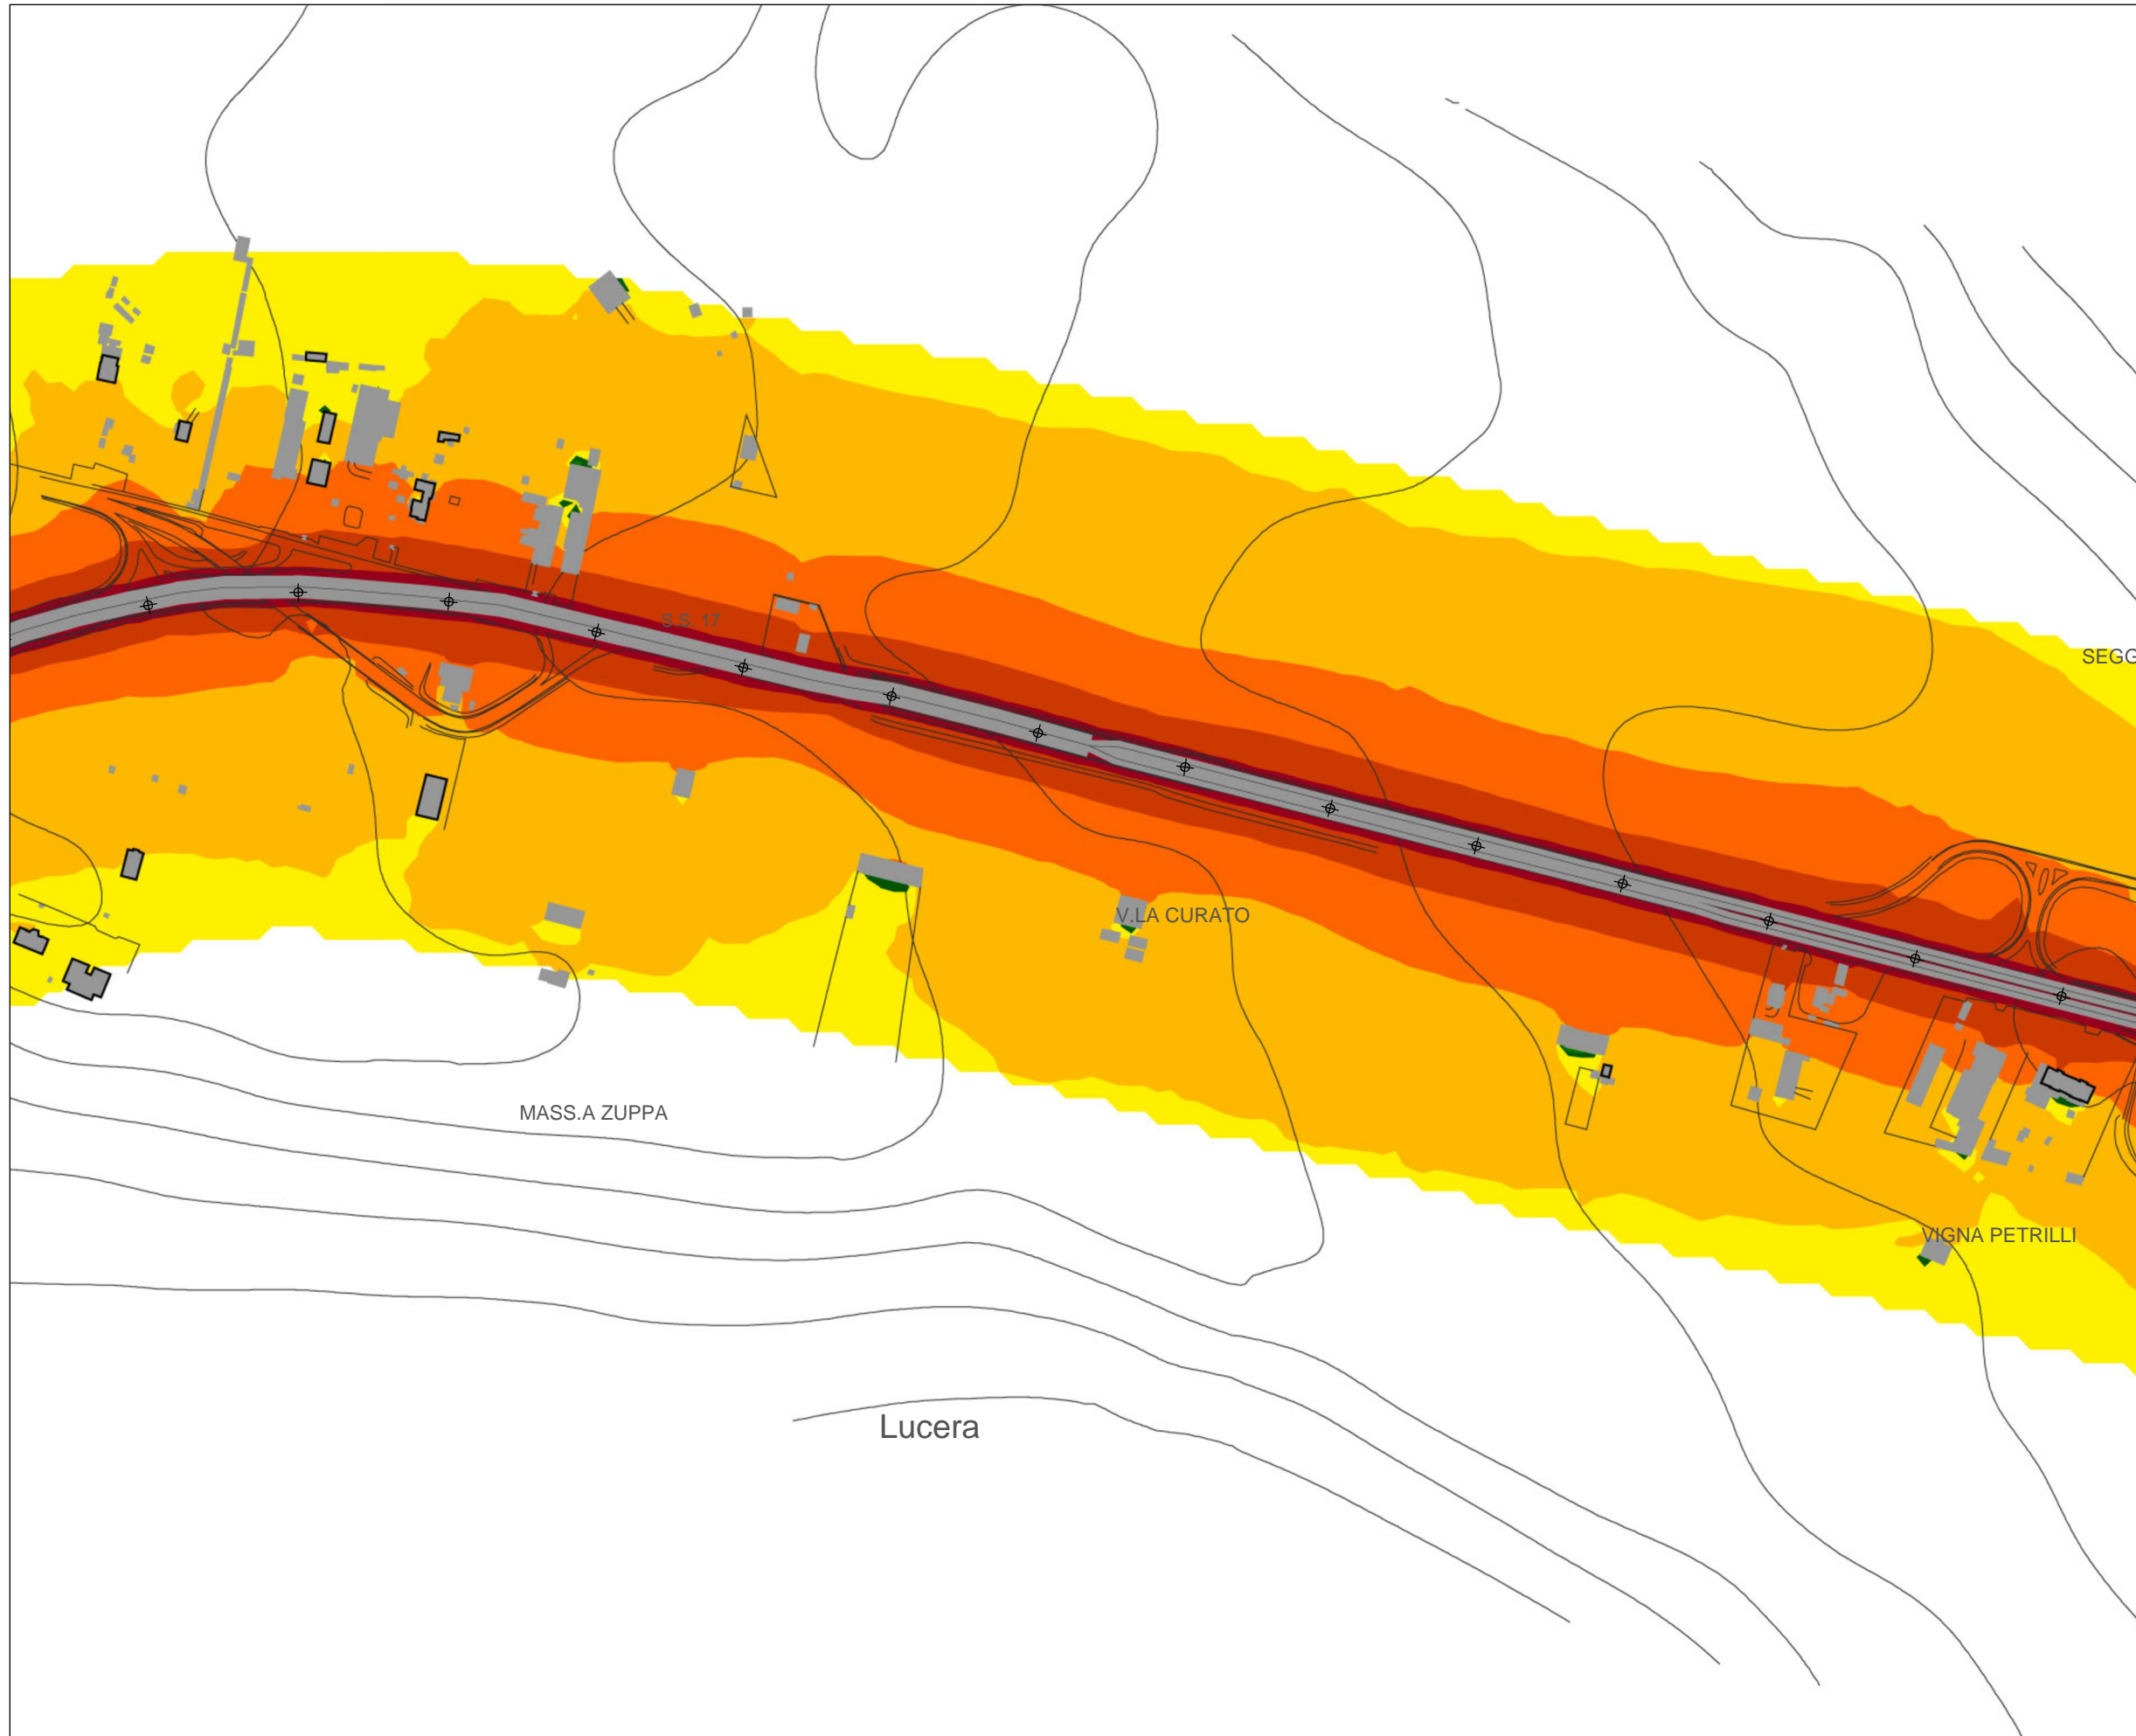 S.S. 17
SEGG
V.LA CURATO
MASS.A ZUPPA
VIGNA PETRILLI
Lucera